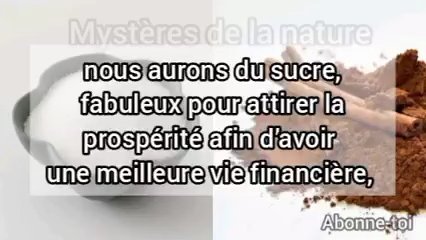 Mystères de la nature
nous aurons du sucre,
fabuleux pour attirer la
prospérité afin d'avoir
une meilleure vie financière,
Abonne-toi